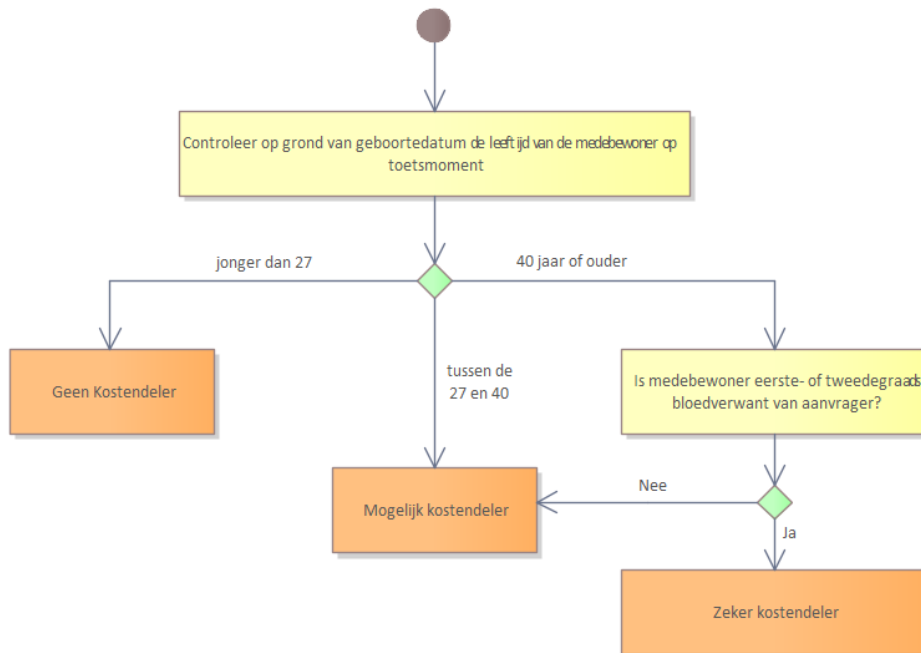 Controleer op grond van geboortedatum de leeftijd van de medebewoner op
toetsmoment
jonger dan 27
40 jaar of ouder
Geen Kostendeler
tussen de
27 en 40
Is medebewoner eerste- of tweedegraads
bloedverwant van aanvrager?
Mogelijk kostendeler
Nee
Ja
Zeker kostendeler